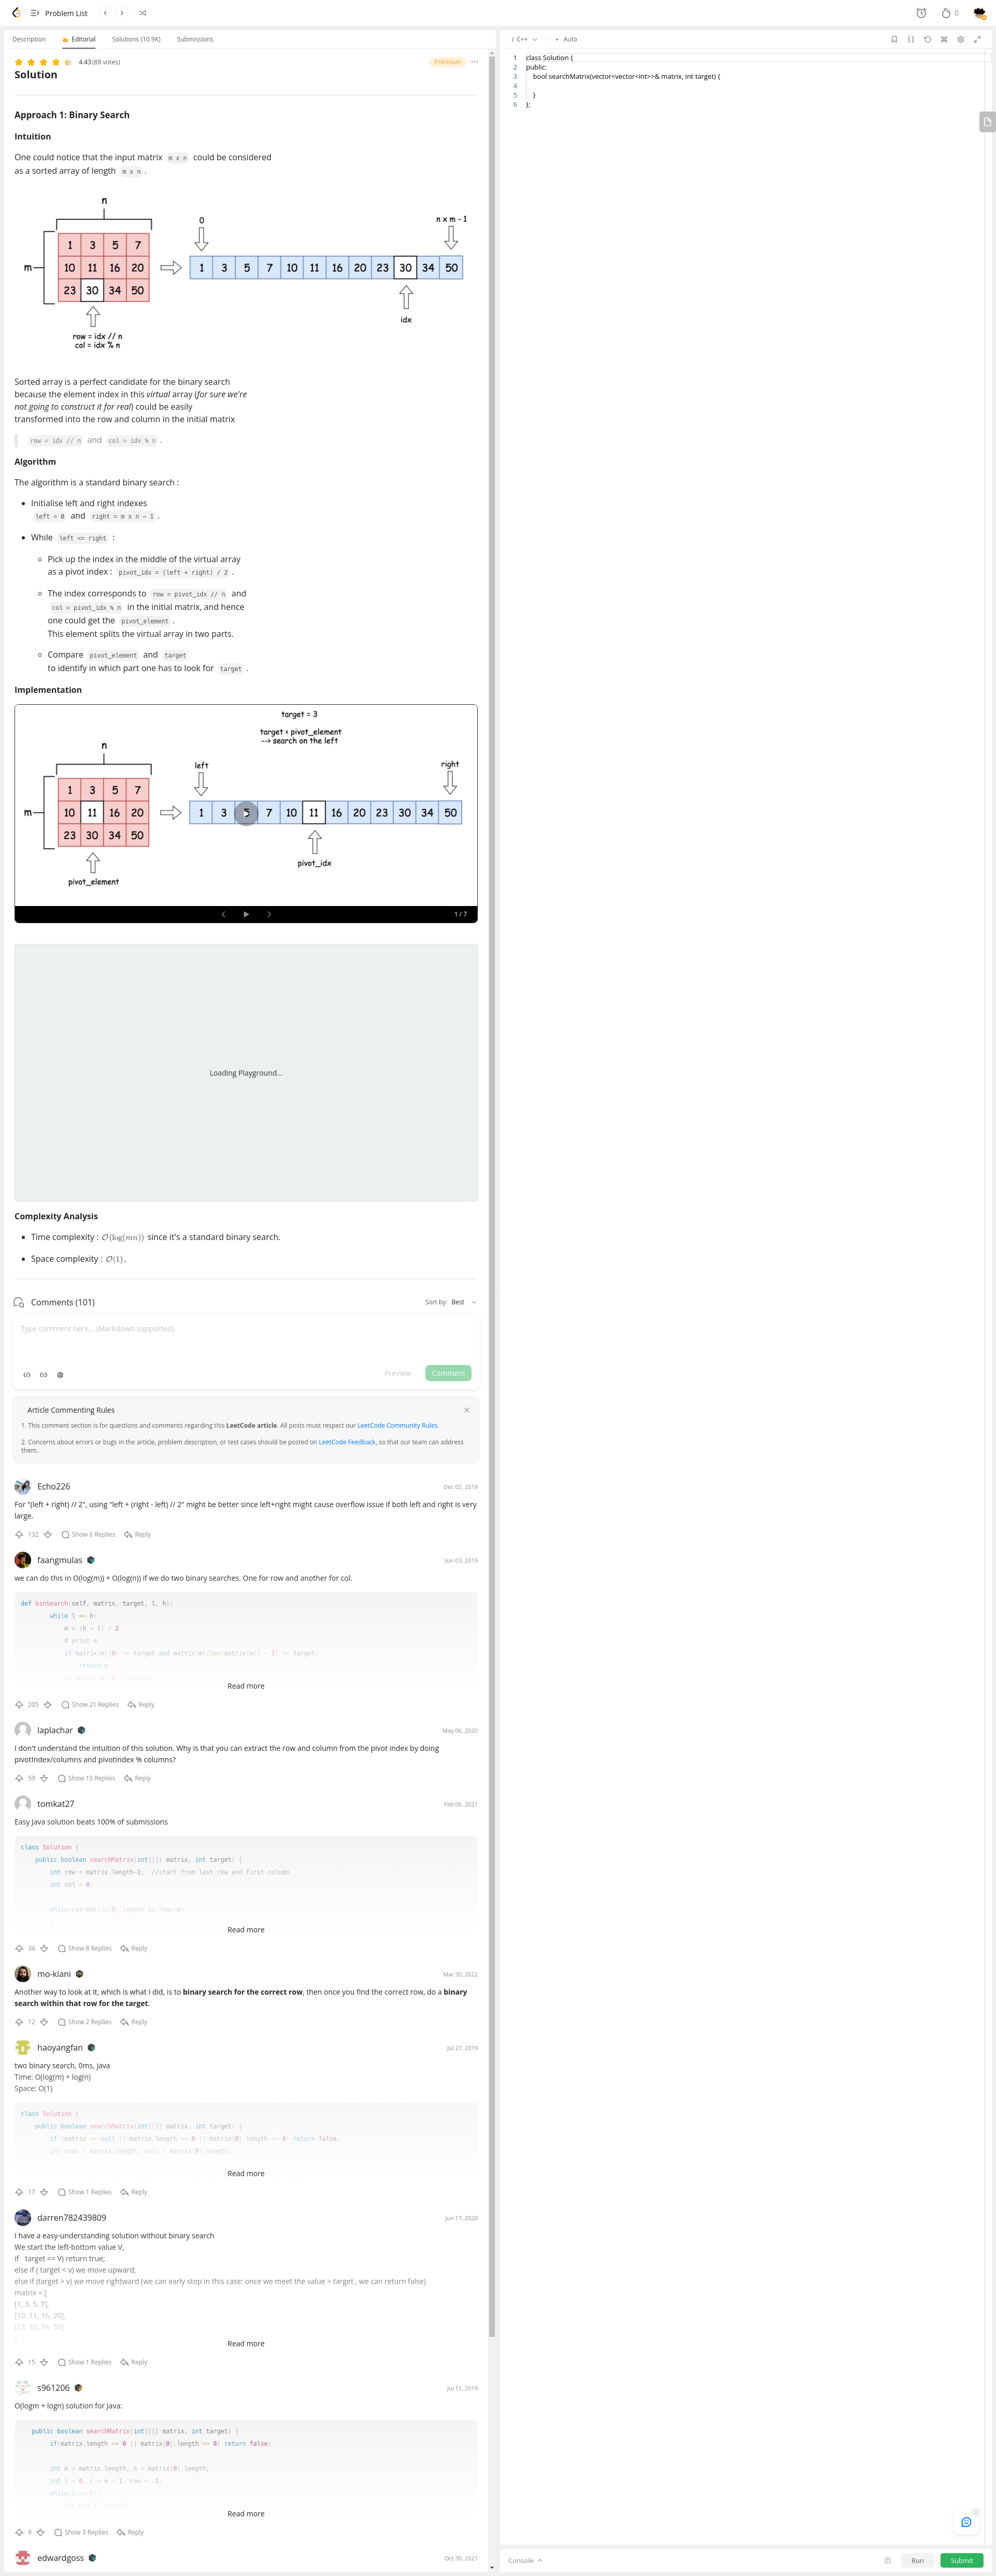 Problem List
0
Description
Editorial
Solutions (10.9K)
Submissions
4.43 (88 votes)
Premium
Solution
Approach 1: Binary Search
Intuition
One could notice that the input matrix m x n could be considered
as a sorted array of length m x n .
n
m
1 3 5 7
10 11 16 20
23 30 34 50
row = idx // n
col = idx % n
0
n x m - 1
1 3 5 7 10 11 16 20 23 30 34 50
idx
Sorted array is a perfect candidate for the binary search
because the element index in this virtual array (for sure we're
not going to construct it for real) could be easily
transformed into the row and column in the initial matrix
row = idx // n and col = idx % n .
Algorithm
The algorithm is a standard binary search :
• Initialise left and right indexes
left = 0 and right = m x n - 1 .
• While left <= right :
Pick up the index in the middle of the virtual array
as a pivot index : pivot_idx = (left + right) / 2 .
The index corresponds to row = pivot_idx // n and
col = pivot_idx % n in the initial matrix, and hence
one could get the pivot_element .
This element splits the virtual array in two parts.
Compare pivot_element and target
to identify in which part one has to look for target .
Implementation
target = 3
target < pivot_element
--> search on the left
n
m
1 3 5 7
10 11 16 20
23 30 34 50
pivot_element
left
right
1 3 5 7 10 11 16 20 23 30 34 50
pivot_idx
1 / 7
Loading Playground...
Complexity Analysis
• Time complexity : O(log(mn)) since it's a standard binary search.
• Space complexity : O(1).
Comments (101)
Sort by: Best
Type comment here... (Markdown supported)
Preview
Comment
Article Commenting Rules
1. This comment section is for questions and comments regarding this LeetCode article. All posts must respect our LeetCode Community Rules.
2. Concerns about errors or bugs in the article, problem description, or test cases should be posted on LeetCode Feedback, so that our team can address
them.
Echo226
Dec 02, 2019
For "(left + right) // 2", using "left + (right - left) // 2" might be better since left+right might cause overflow issue if both left and right is very
large.
132 Show 6 Replies Reply
faangmulas
Jun 03, 2019
we can do this in O(log(m)) + O(log(n)) if we do two binary searches. One for row and another for col.
def binSearch(self, matrix, target, l, h):
while l <= h:
m = (h + l) / 2
# print m
if matrix[m][0] <= target and matrix[m][len(matrix[m]) - 1] >= target:
return m
Read more
205 Show 21 Replies Reply
laplachar
May 06, 2020
I don't understand the intuition of this solution. Why is that you can extract the row and column from the pivot index by doing
pivotIndex/columns and pivotIndex % columns?
59 Show 15 Replies Reply
tomkat27
Feb 06, 2021
Easy Java solution beats 100% of submissions
class Solution {
public boolean searchMatrix(int[][] matrix, int target) {
int row = matrix.length-1; //start from last row and first column
int col = 0;
while(col<matrix[0].length && row>=0)
Read more
34 Show 8 Replies Reply
mo-kiani
Mar 30, 2022
Another way to look at it, which is what I did, is to binary search for the correct row, then once you find the correct row, do a binary
search within that row for the target.
12 Show 2 Replies Reply
haoyangfan
Jul 27, 2019
two binary search, 0ms, java
Time: O(log(m) + log(n)
Space: O(1)
class Solution {
public boolean searchMatrix(int[][] matrix, int target) {
if (matrix == null || matrix.length == 0 || matrix[0].length == 0) return false;
int rows = matrix.length, cols = matrix[0].length;
Read more
17 Show 1 Replies Reply
darren782439809
Jun 17, 2020
I have a easy-understanding solution without binary search
We start the left-bottom value V,
if target == V) return true;
else if ( target < v) we move upward;
else if (target > v) we move rightward (we can early stop in this case: once we meet the value > target , we can return false)
matrix = [
[1, 3, 5, 7],
[10, 11, 16, 20],
[23, 30, 34, 50]
Read more
15 Show 1 Replies Reply
s961206
Jul 11, 2019
O(logm + logn) solution for Java:
public boolean searchMatrix(int[][] matrix, int target) {
if(matrix.length == 0 || matrix[0].length == 0) return false;
int m = matrix.length, n = matrix[0].length;
int l = 0, r = m - 1, row = -1;
while(l <= r){
Read more
9 Show 3 Replies Reply
edwardgoss
Oct 30, 2021
i C++
• Auto
1 class Solution {
2 public:
3 bool searchMatrix(vector<vector<int>>& matrix, int target) {
4
5 }
6 };
Console
Run
Submit